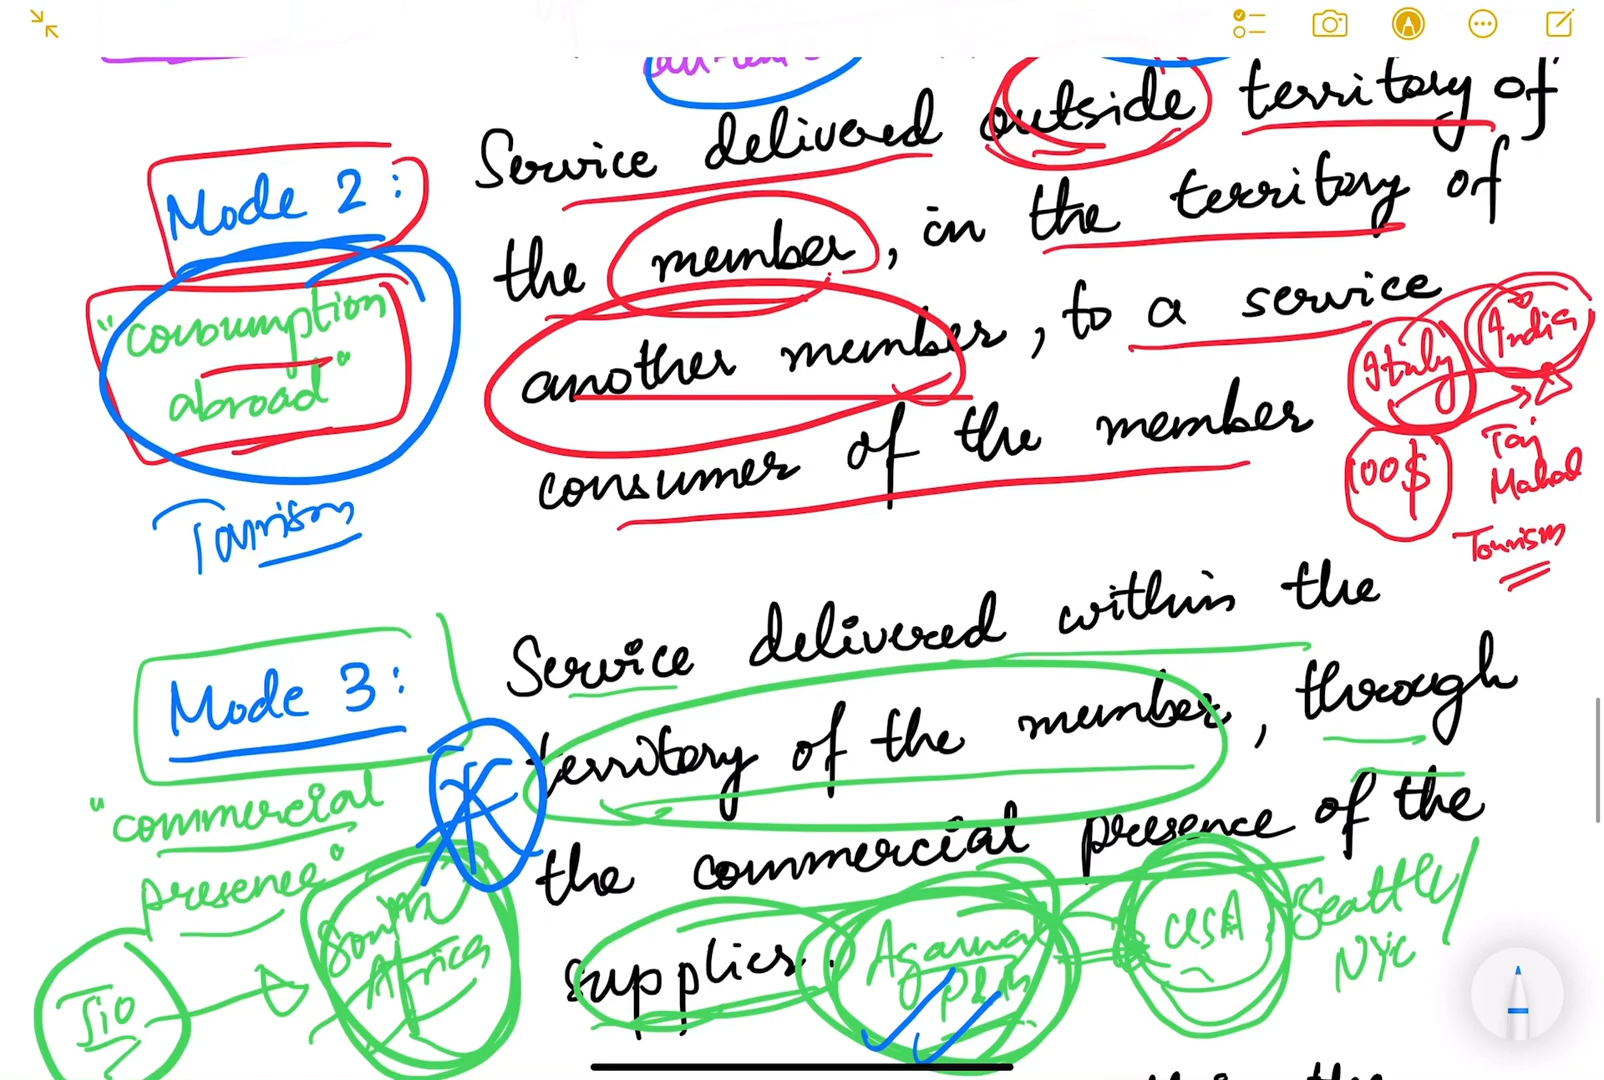 Service delivered outside territory of
Mode 2:
the member, in the territory of
"consumption
abroad"
another member, to a service
consumer of the member
Italy
India
100$
Taj
Mahal
Tourism
Tourism
Service delivered within the
Mode 3:
territory of the member, through
"commercial
presence"
the commercial presence of the
supplier.
Jio
South
Africa
Agarwal
P&M
USA
Seattle/
NYC
the